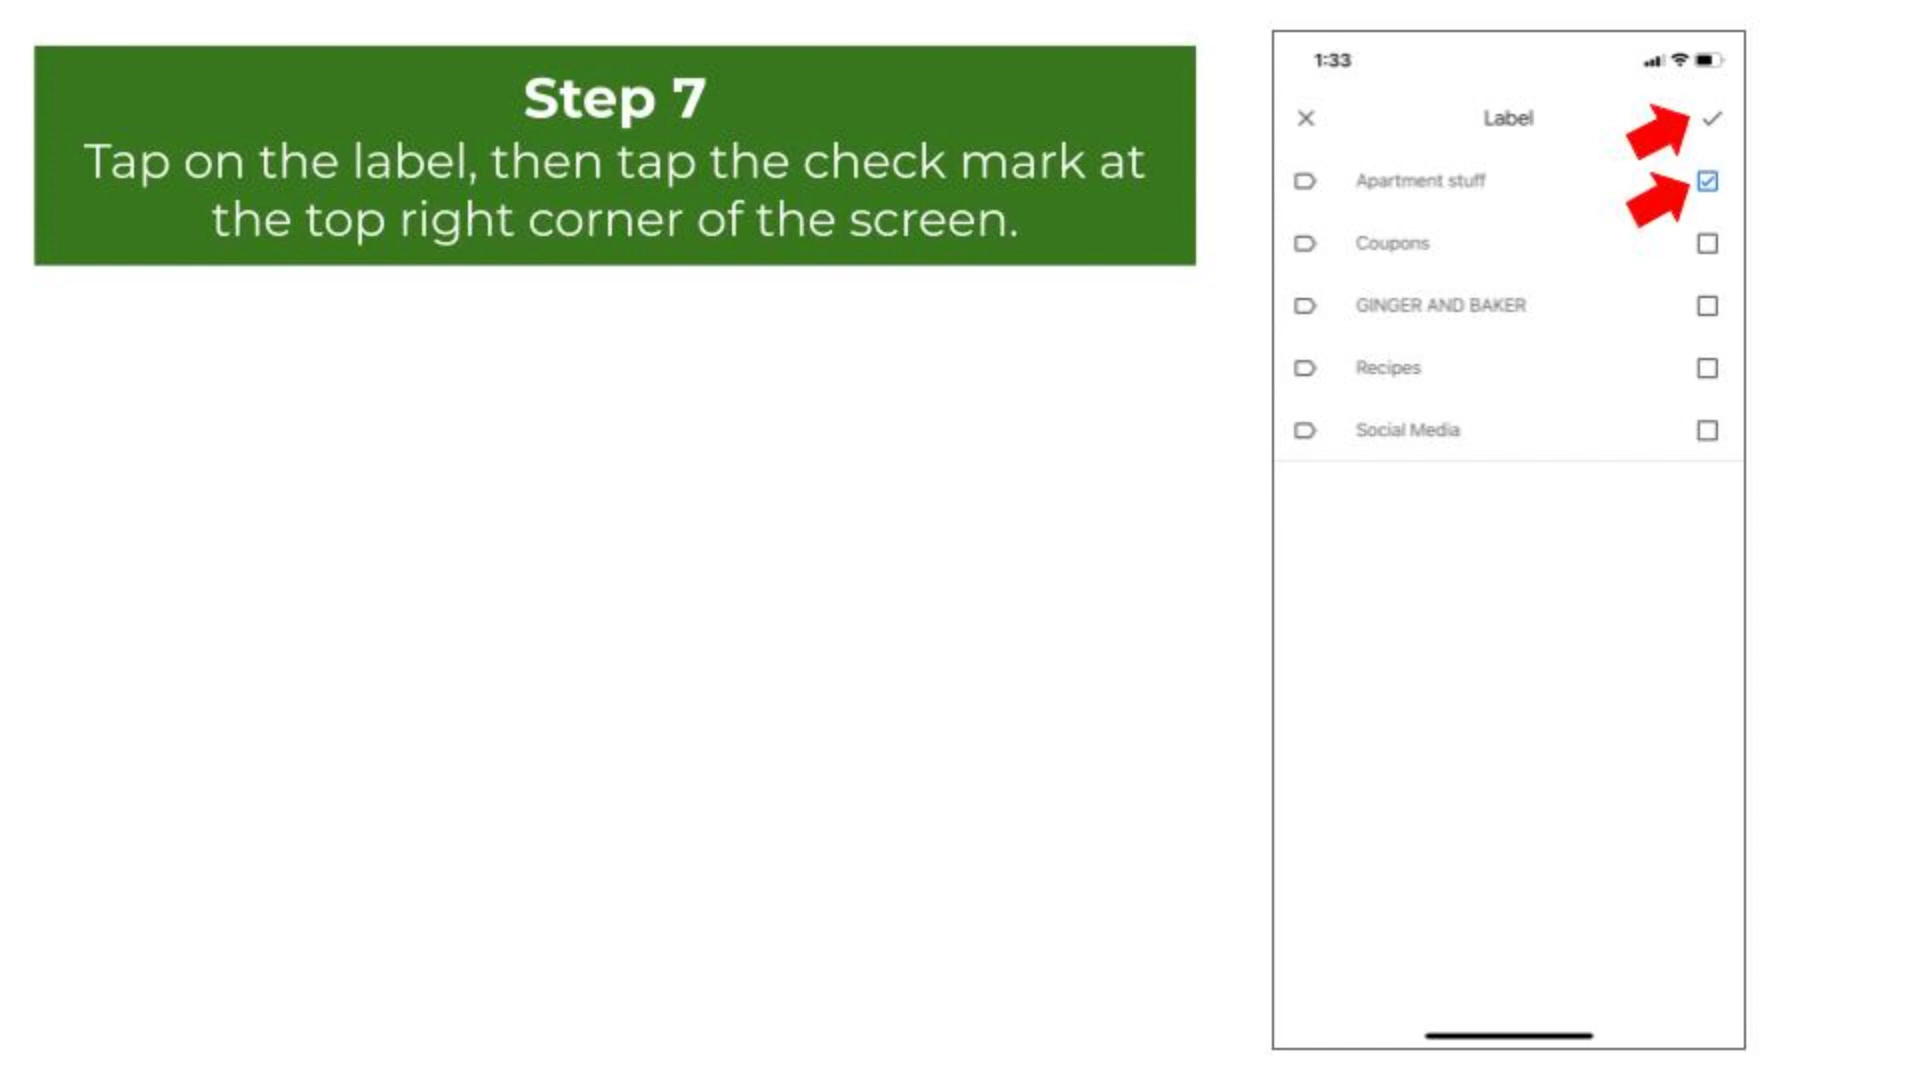 Step 7
Tap on the label, then tap the check mark at
the top right corner of the screen.
1:33
Label
Apartment stuff
Coupons
GINGER AND BAKER
Recipes
Social Media